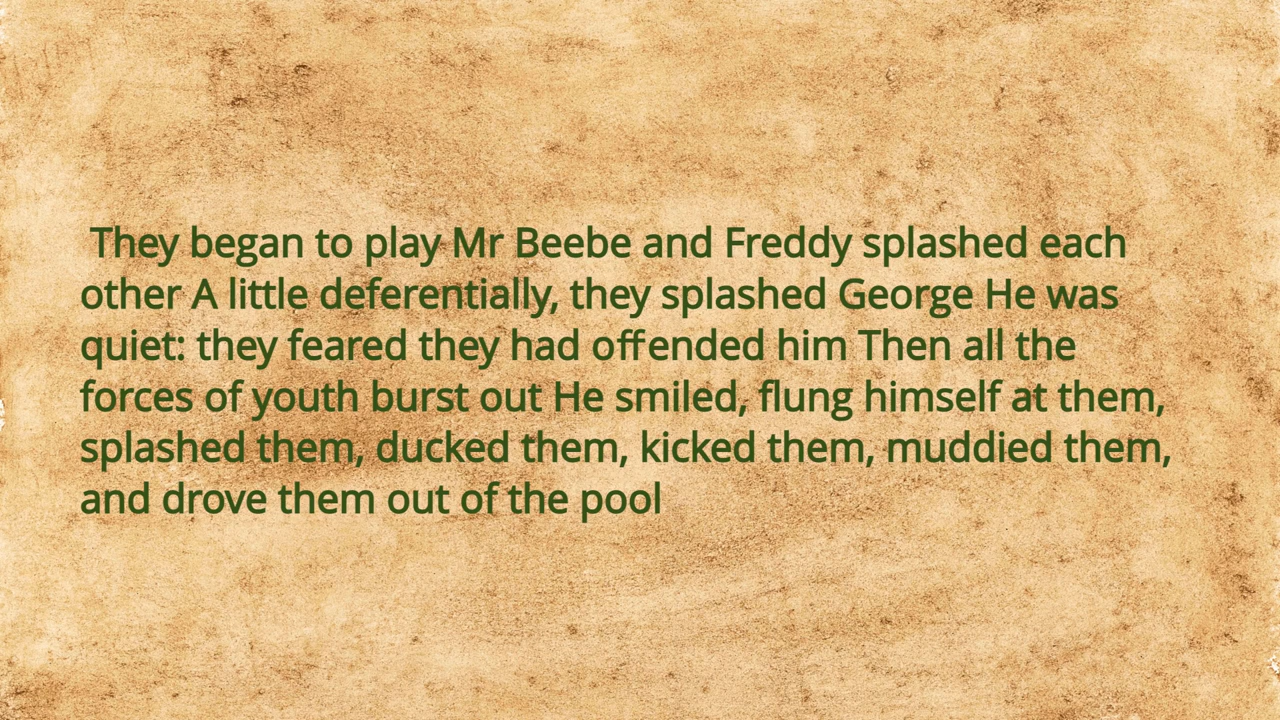 They began to play Mr Beebe and Freddy splashed each
other A little deferentially, they splashed George He was
quiet: they feared they had offended him Then all the
forces of youth burst out He smiled, flung himself at them,
splashed them, ducked them, kicked them, muddied them,
and drove them out of the pool